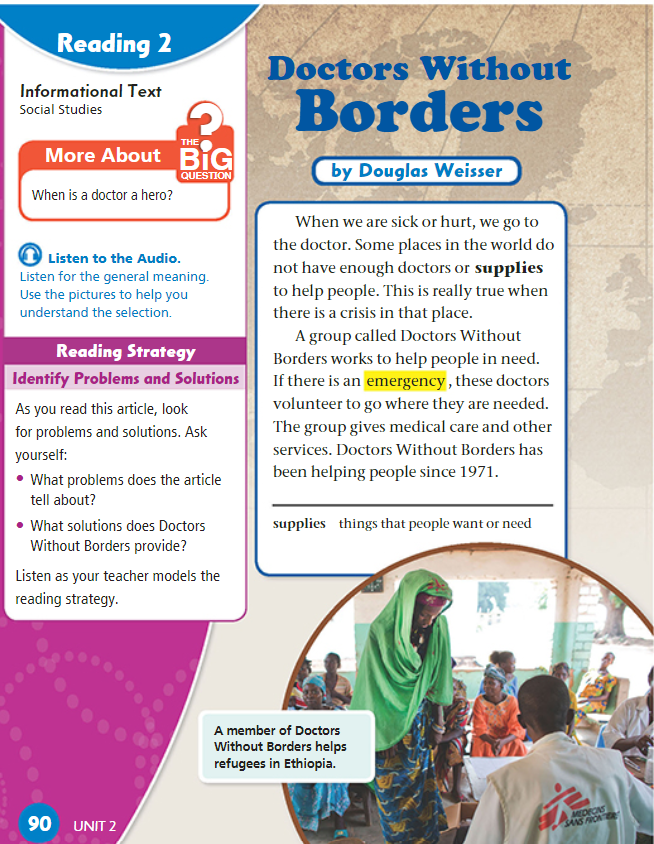 Reading 2
Informational Text
Social Studies
More About
?
THE
BiG
QUESTION
When is a doctor a hero?
Listen to the Audio.
Listen for the general meaning.
Use the pictures to help you
understand the selection.
Reading Strategy
Identify Problems and Solutions
As you read this article, look
for problems and solutions. Ask
yourself:
• What problems does the article
tell about?
• What solutions does Doctors
Without Borders provide?
Listen as your teacher models the
reading strategy.
Doctors Without
Borders
by Douglas Weisser
When we are sick or hurt, we go to
the doctor. Some places in the world do
not have enough doctors or supplies
to help people. This is really true when
there is a crisis in that place.
A group called Doctors Without
Borders works to help people in need.
If there is an emergency, these doctors
volunteer to go where they are needed.
The group gives medical care and other
services. Doctors Without Borders has
been helping people since 1971.
supplies things that people want or need
A member of Doctors
Without Borders helps
refugees in Ethiopia.
MEDECINS
SANS FRONTIERES
90 UNIT 2